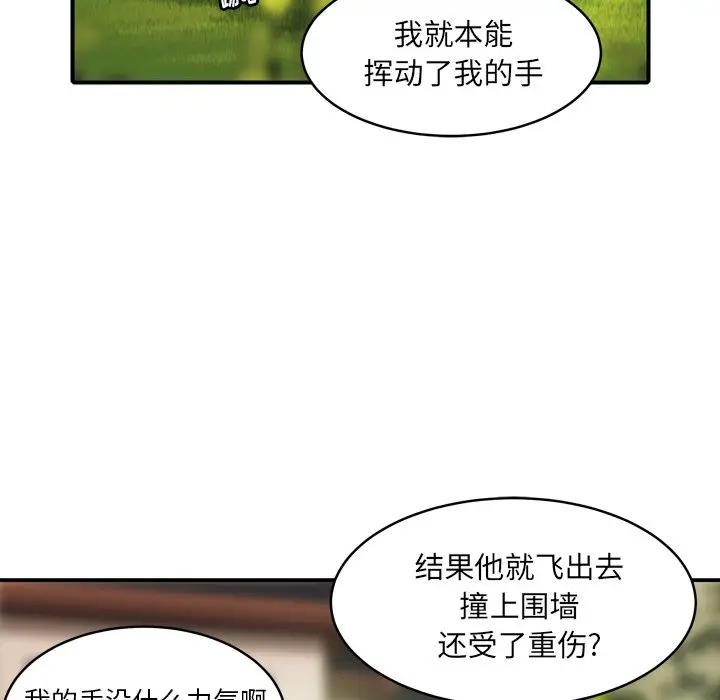 我就本能
挥动了我的手
结果他就飞出去
撞上围墙
还受了重伤?
我的手没什么力气啊